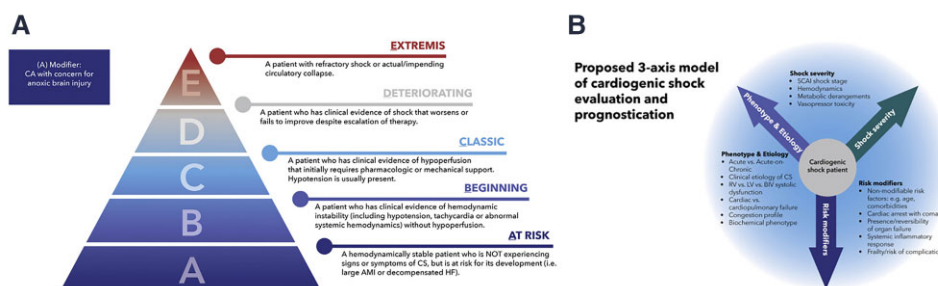 A
(A) Modifier:
CA with concern for
anoxic brain injury
E
D
C
B
A
EXTREMIS
A patient with refractory shock or actual/impending
circulatory collapse.
DETERIORATING
A patient who has clinical evidence of shock that worsens or
fails to improve despite escalation of therapy.
CLASSIC
A patient who has clinical evidence of hypoperfusion
that initially requires pharmacologic or mechanical support.
Hypotension is usually present.
BEGINNING
A patient who has clinical evidence of hemodynamic
instability (including hypotension, tachycardia or abnormal
systemic hemodynamics) without hypoperfusion.
AT RISK
A hemodynamically stable patient who is NOT experiencing
signs or symptoms of CS, but is at risk for its development (i.e.
large AMI or decompensated HF).
B
Proposed 3-axis model
of cardiogenic shock
evaluation and
prognostication
Shock severity
• SCAI shock stage
• Hemodynamics
• Metabolic derangements
• Vasopressor toxicity
Phenotype & Etiology
Shock severity
Cardiogenic
shock patient
Risk modifiers
Phenotype & Etiology
• Acute vs. Acute-on
Chronic
• Clinical etiology of CS
• RV vs. LV vs. BiV systolic
dysfunction
• Cardiac vs.
cardiopulmonary failure
• Congestion profile
• Biochemical phenotype
Risk modifiers
• Non-modifiable risk
factors: e.g. age,
comorbidities
• Cardiac arrest with coma
• Presence/reversibility
of organ failure
• Systemic inflammatory
response
• Frailty/risk of complicatio